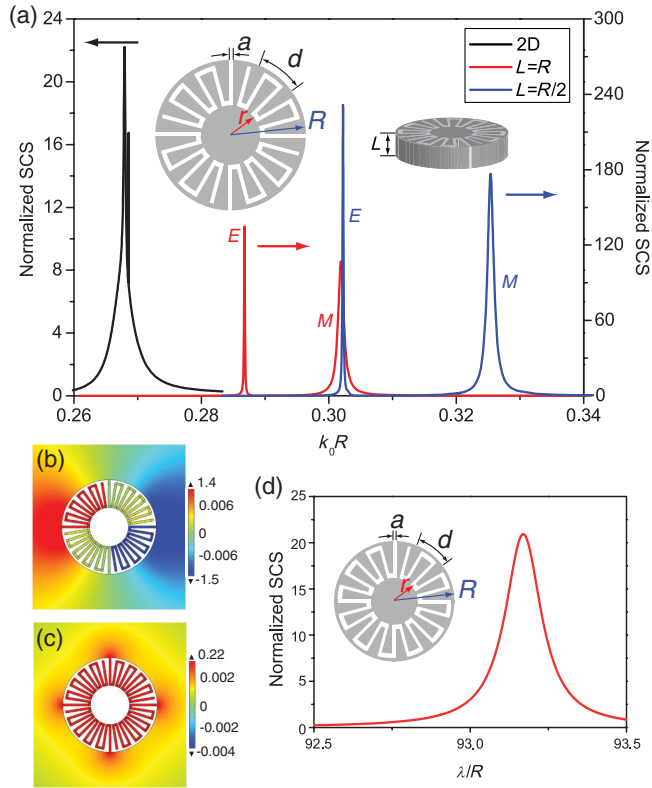 (a)
24
20
16
12
8
4
0
Normalized SCS
0.26
0.28
0.30
0.32
0.34
k₀R
300
240
180
120
60
0
Normalized SCS
2D
L=R
L=R/2
a
d
r
R
L
E
M
E
M
(b)
1.4
0.006
0
-0.006
-1.5
(c)
0.22
0.002
0
-0.002
-0.004
(d)
25
20
15
10
5
0
Normalized SCS
92.5
93.0
93.5
λ/R
a
d
r
R